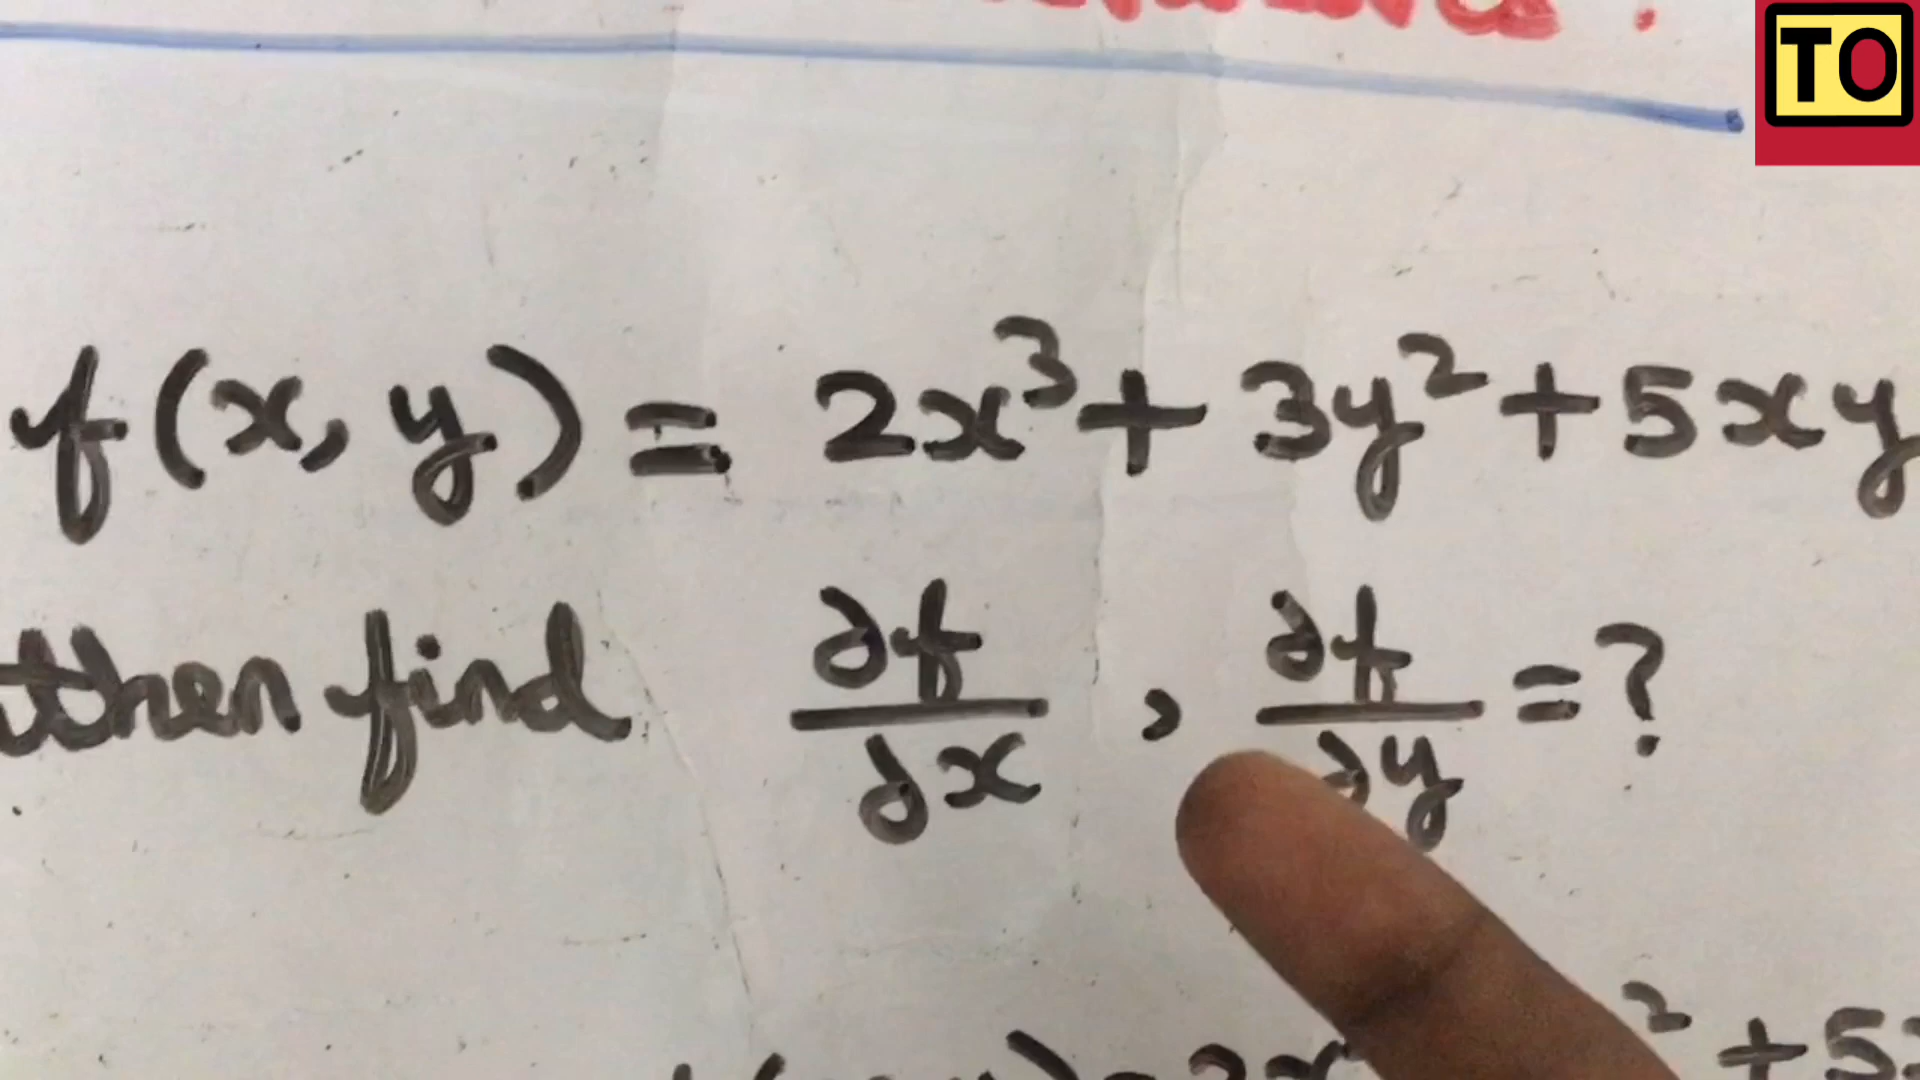 TO
f(x, y) = 2x³ + 3y² + 5xy
then find ∂f/∂x , ∂f/∂y = ?